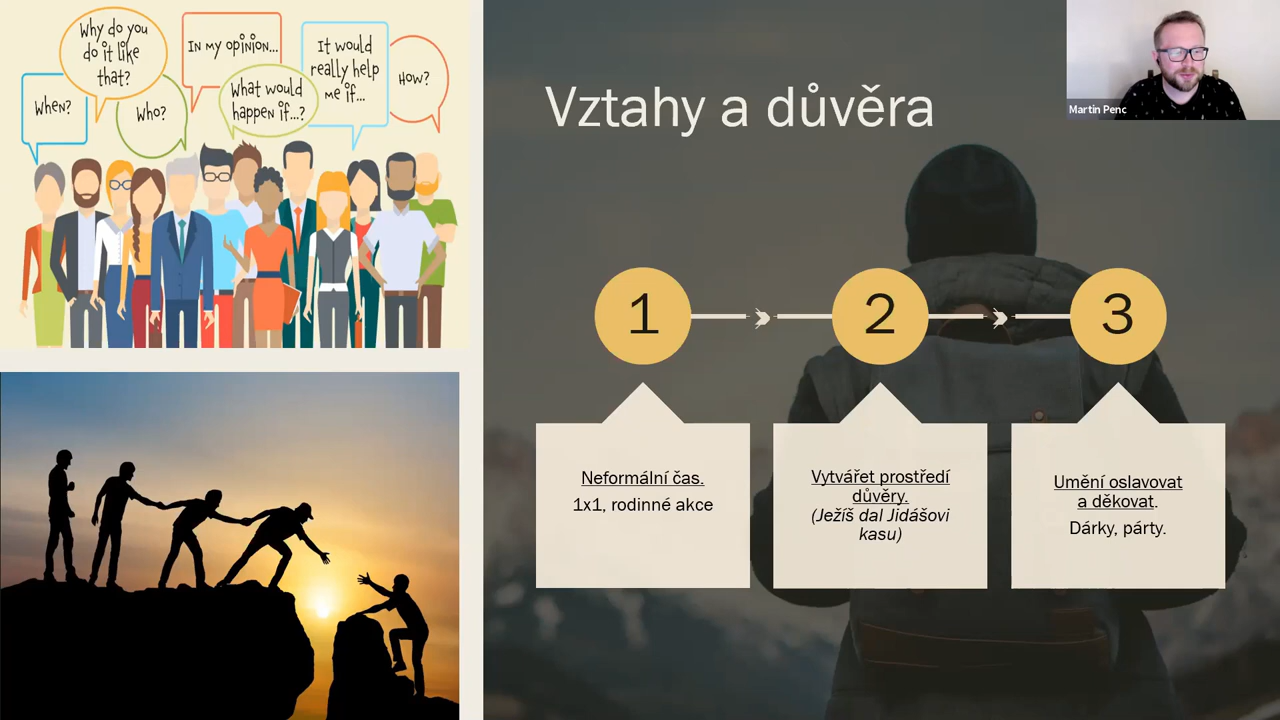 Why do you
do it like
that?
In my opinion...
It would
really help
me if...
How?
When?
Who?
What would
happen if...?
Vztahy a důvěra
Martin Penc
1
2
3
Neformální čas.
1x1, rodinné akce
Vytvářet prostředí
důvěry.
(Ježíš dal Jidášovi
kasu)
Umění oslavovat
a děkovat.
Dárky, párty.